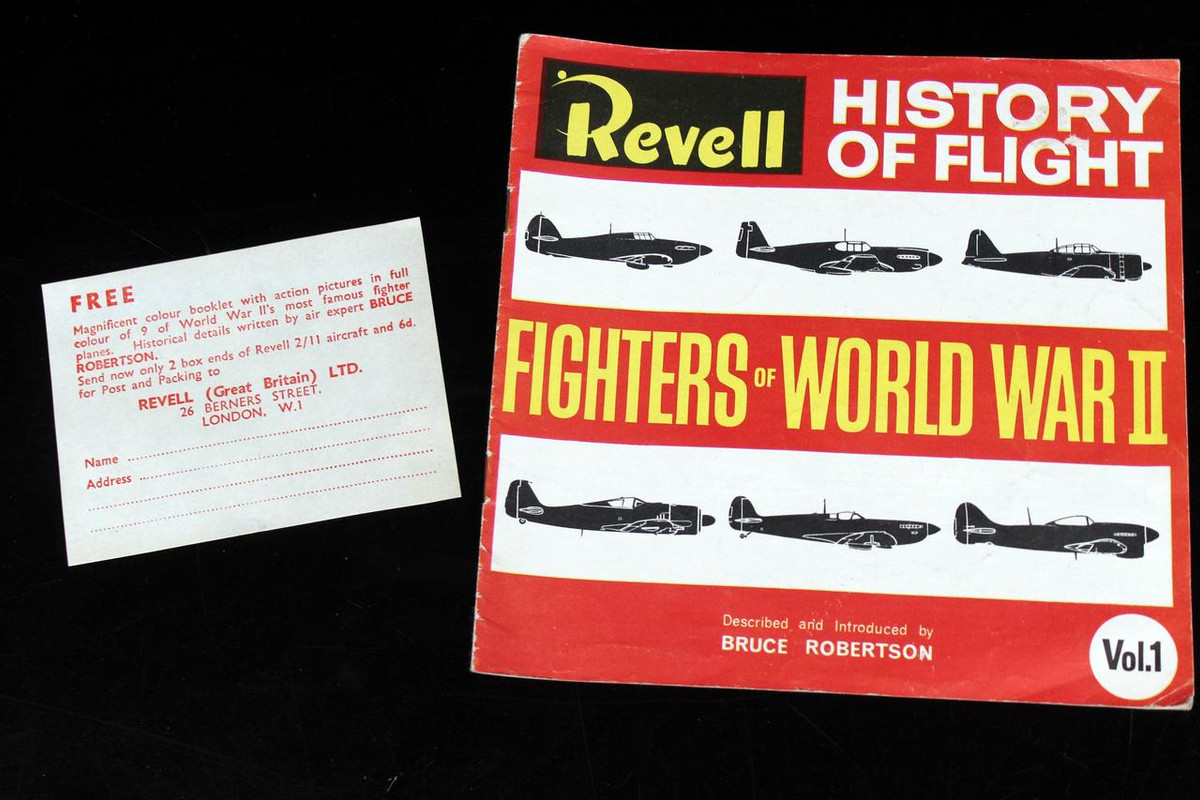 FREE
Magnificent colour booklet with action pictures in full
colour of 9 of World War II's most famous fighter
planes. Historical details written by air expert BRUCE
ROBERTSON.
Send now only 2 box ends of Revell 2/11 aircraft and 6d.
for Post and Packing to
REVELL (Great Britain) LTD.
26 BERNERS STREET.
LONDON, W.1
Name
Address
Revell
HISTORY
OF FLIGHT
FIGHTERS OF WORLD WAR II
Described and Introduced by
BRUCE ROBERTSON
Vol.1